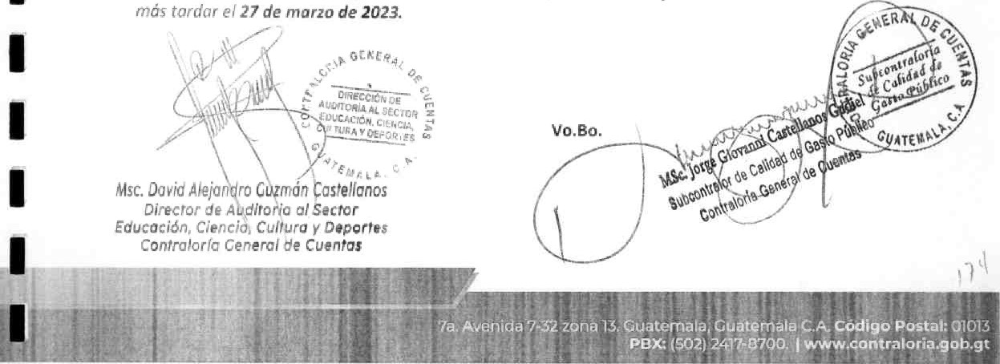 más tardar el 27 de marzo de 2023.
CONTRALORIA GENERAL DE CUENTAS
DIRECCIÓN DE
AUDITORÍA AL SECTOR
EDUCACIÓN, CIENCIA,
CULTURA Y DEPORTES
GUATEMALA, C.A.
Msc. David Alejandro Guzmán Castellanos
Director de Auditoria al Sector
Educación, Ciencia, Cultura y Deportes
Contraloría General de Cuentas
Vo.Bo.
CONTRALORIA GENERAL DE CUENTAS
Subcontraloría
de Calidad de
Gasto Público
GUATEMALA, C.A
MSc. Jorge Giovanni Castellanos Gudiel
Subcontralor de Calidad de Gasto Público
Contraloría General de Cuentas
174
7a. Avenida 7-32 zona 13. Guatemala, Guatemala C.A. Código Postal: 01013
PBX: (502) 2417-8700. | www.contraloria.gob.gt